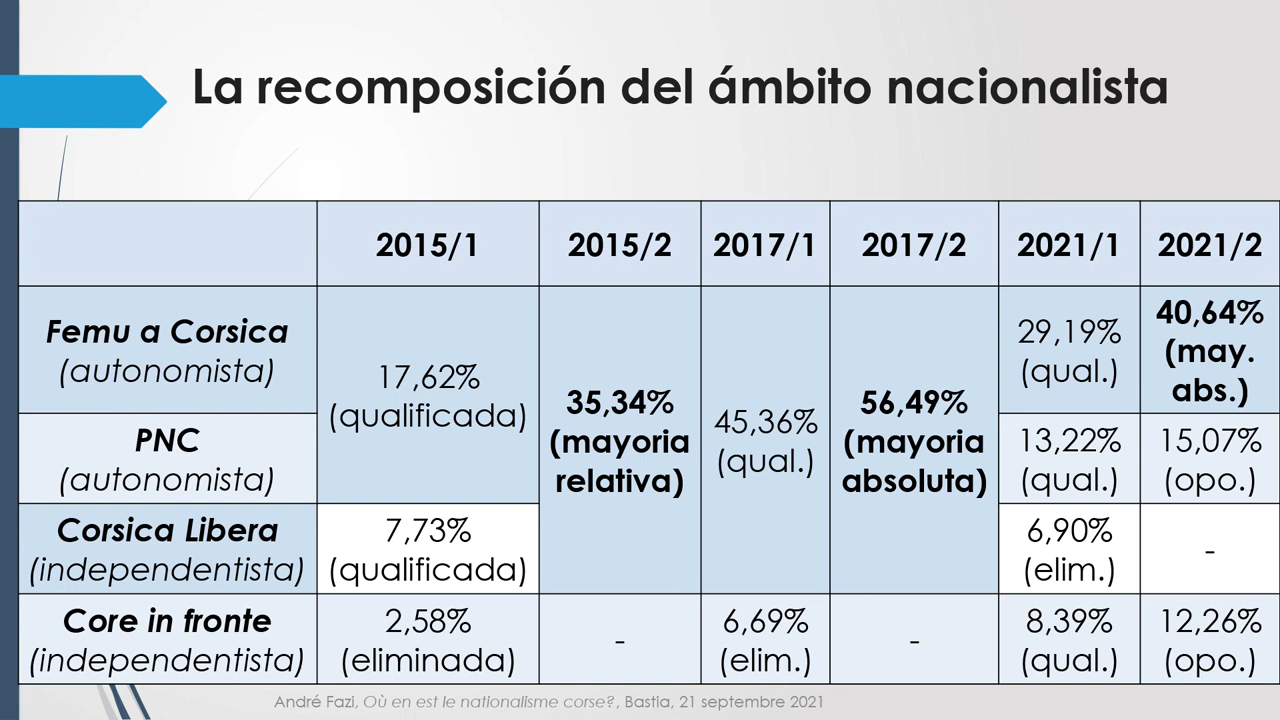 La recomposición del ámbito nacionalista
2015/1 2015/2 2017/1 2017/2 2021/1 2021/2
Femu a Corsica
(autonomista)
17,62%
(qualificada)
35,34%
(mayoria
relativa)
45,36%
(qual.)
56,49%
(mayoria
absoluta)
29,19%
(qual.)
40,64%
(may.
abs.)
PNC
(autonomista)
13,22%
(qual.)
15,07%
(opo.)
Corsica Libera
(independentista)
7,73%
(qualificada)
6,90%
(elim.)
-
Core in fronte
(independentista)
2,58%
(eliminada)
-
6,69%
(elim.)
-
8,39%
(qual.)
12,26%
(opo.)
André Fazi, Où en est le nationalisme corse?, Bastia, 21 septembre 2021